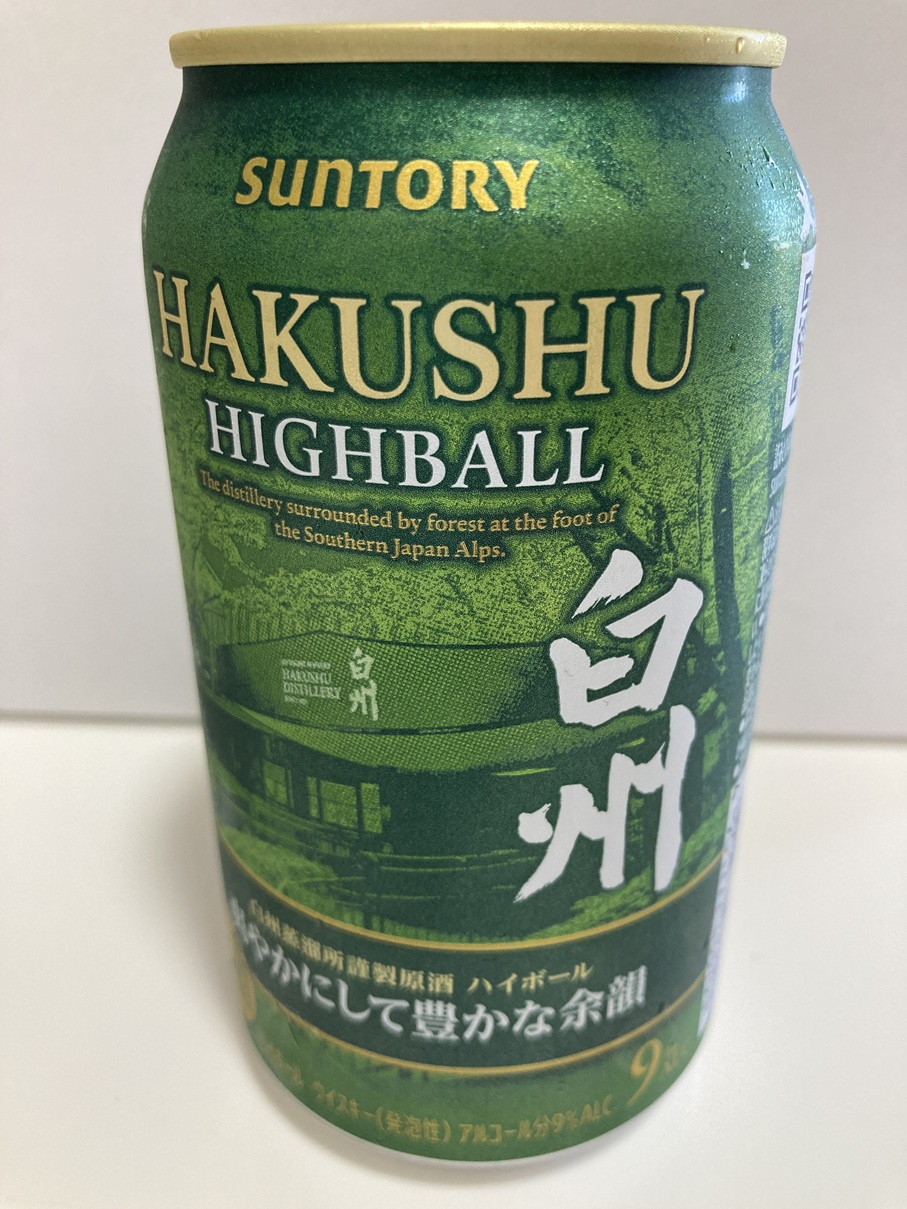 SUNTORY
HAKUSHU
HIGHBALL
The distillery surrounded by forest at the foot of
the Southern Japan Alps.
白州
HAKUSHU
DISTILLERY
白州
白州蒸溜所謹製原酒 ハイボール
爽やかにして豊かな余韻
ウイスキー(発泡性) アルコール分9%ALC
9